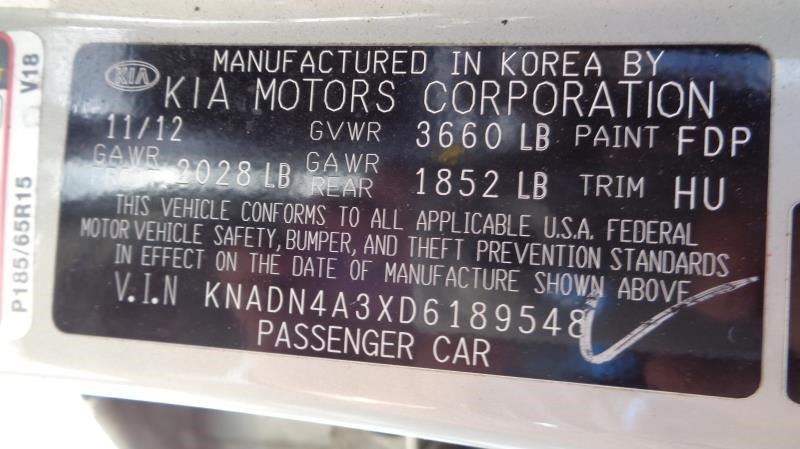 MANUFACTURED IN KOREA BY
KIA KIA MOTORS CORPORATION
11/12 GVWR 3660 LB PAINT FDP
GAWR FRONT 2028 LB GAWR REAR 1852 LB TRIM HU
THIS VEHICLE CONFORMS TO ALL APPLICABLE U.S.A. FEDERAL
MOTOR VEHICLE SAFETY, BUMPER, AND THEFT PREVENTION STANDARDS
IN EFFECT ON THE DATE OF MANUFACTURE SHOWN ABOVE
V.I.N KNADN4A3XD6189548
PASSENGER CAR
P185/65R15 V18